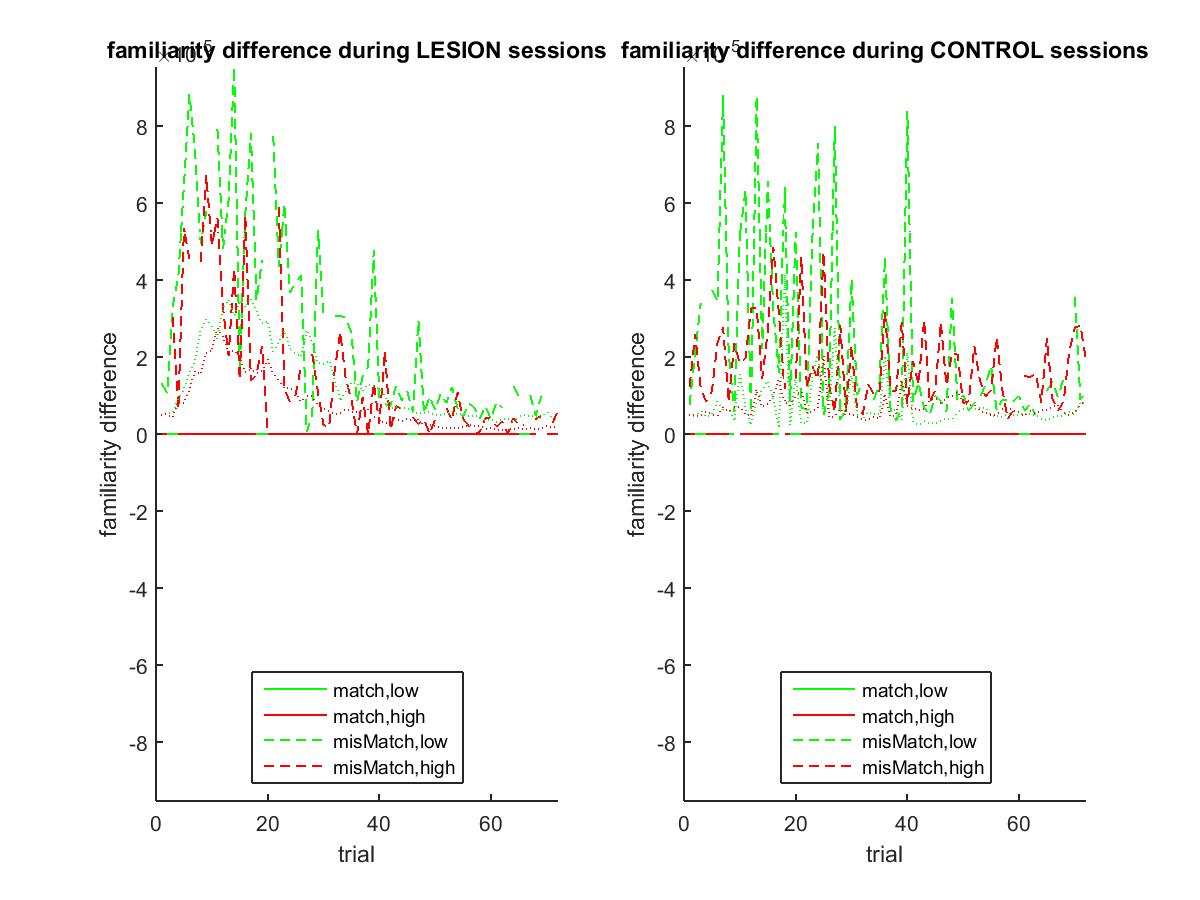 familiarity difference during LESION sessions
familiarity difference
8
6
4
2
0
-2
-4
-6
-8
match,low
match,high
misMatch,low
misMatch,high
0
20
40
60
trial
familiarity difference during CONTROL sessions
familiarity difference
8
6
4
2
0
-2
-4
-6
-8
match,low
match,high
misMatch,low
misMatch,high
0
20
40
60
trial